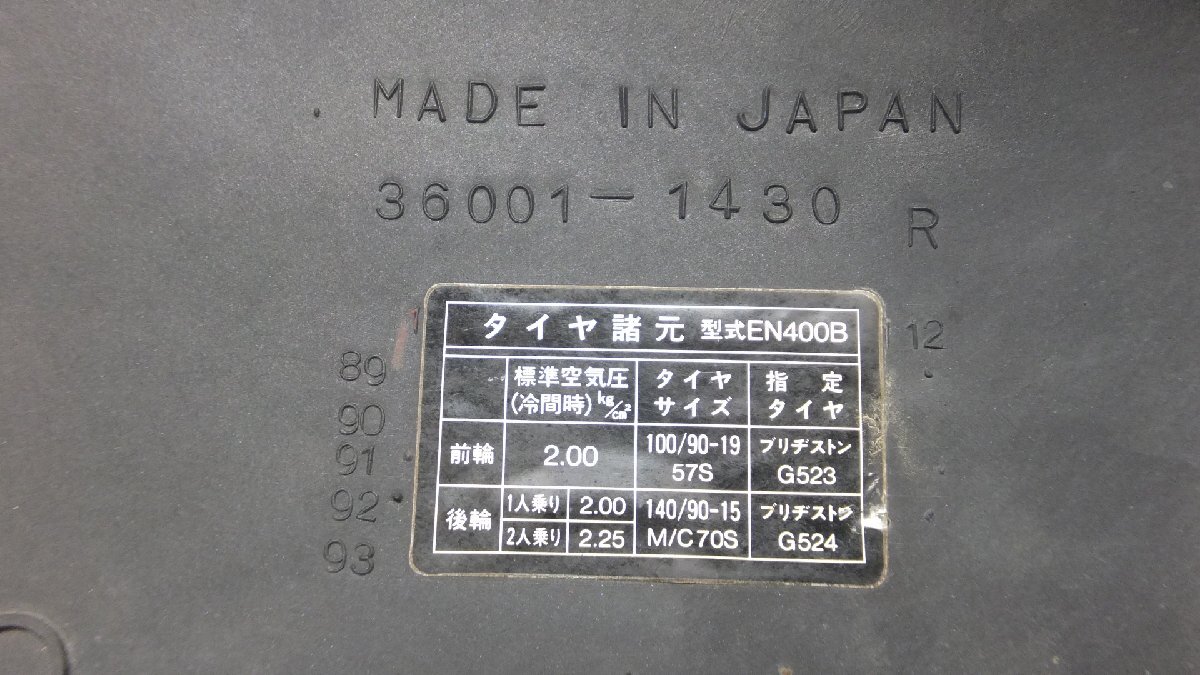 MADE IN JAPAN
36001-1430 R
1 12
89
90
91
92
93
タイヤ諸元 型式EN400B
標準空気圧 (冷間時) kg/cm² タイヤサイズ 指定タイヤ
前輪 2.00 100/90-19 57S ブリヂストン G523
後輪 1人乗り 2.00 140/90-15 M/C70S ブリヂストン G524
2人乗り 2.25